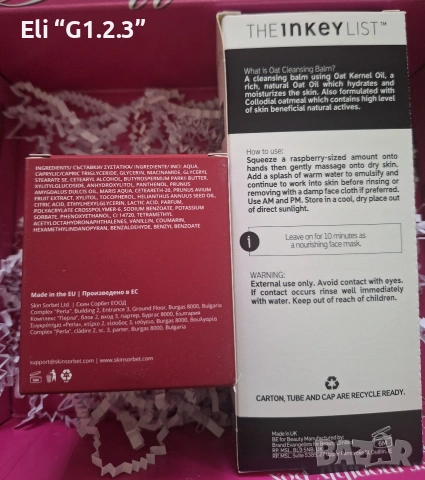 Eli “G1.2.3”
THE INKEY LIST™
What is Oat Cleansing Balm?
A cleansing balm using Oat Kernel Oil, a
rich, natural Oat Oil which hydrates and
moisturizes the skin. Also formulated with
Collodial oatmeal which contains high level
of skin beneficial natural actives.
How to use:
Squeeze a raspberry-sized amount onto
hands then gently massage onto dry skin.
Add a splash of warm water to emulsify and
continue to work into skin before rinsing or
removing with a damp face cloth if preferred.
Use AM and PM. Store in a cool, dry place out
of direct sunlight.
i
Leave on for 10 minutes as
a nourishing face mask.
WARNING:
External use only. Avoid contact with eyes.
If contact occurs rinse well immediately
with water. Keep out of reach of children.
CARTON, TUBE AND CAP ARE RECYCLE READY.
Made in UK
BE for Beauty Manufactured by:
6M
INGREDIENTS/ СЪСТАВКИ/ ΣΥΣΤΑΤΙΚΑ/ INGREDIENTE/ INCI: AQUA,
CAPRYLIC/CAPRIC TRIGLYCERIDE, GLYCERIN, NIACINAMIDE, GLYCERYL
STEARATE SE, CETEARYL ALCOHOL, BUTYROSPERMUM PARKII BUTTER,
XYLITYLGLUCOSIDE, ANHYDROXYLITOL, PANTHENOL, PRUNUS
AMYGDALUS DULCIS OIL, MARIS AQUA, CETEARETH-20, PRUNUS AVIUM
FRUIT EXTRACT, XYLITOL, TOCOPHEROL, HELIANTHUS ANNUUS SEED OIL,
CITRIC ACID, ETHYLHEXYLGLYCERIN, LACTIC ACID, PARFUM,
POLYACRYLATE CROSSPOLYMER-6, SODIUM BENZOATE, POTASSIUM
SORBATE, PHENOXYETHANOL, CI 14720, TETRAMETHYL
ACETYLOCTAHYDRONAPHTHALENES, VANILLIN, COUMARIN,
HEXAMETHYLINDANOPYRAN, BENZALDEHYDE, BENZYL BENZOATE
Made in the EU | Произведено в ЕС
Skin Sorbet Ltd | Скин Сорбет ЕООД
Complex "Perla", Building 2, Entrance 3, Ground Floor, Burgas 8000, Bulgaria
Комплекс "Перла", блок 2, вход 3, партер, Бургас 8000, България
Complex "Perla", clădire 2, sc. 3, parter, Burgas 8000, Bulgaria
support@skinsorbet.com | www.skinsorbet.com
BAZAR